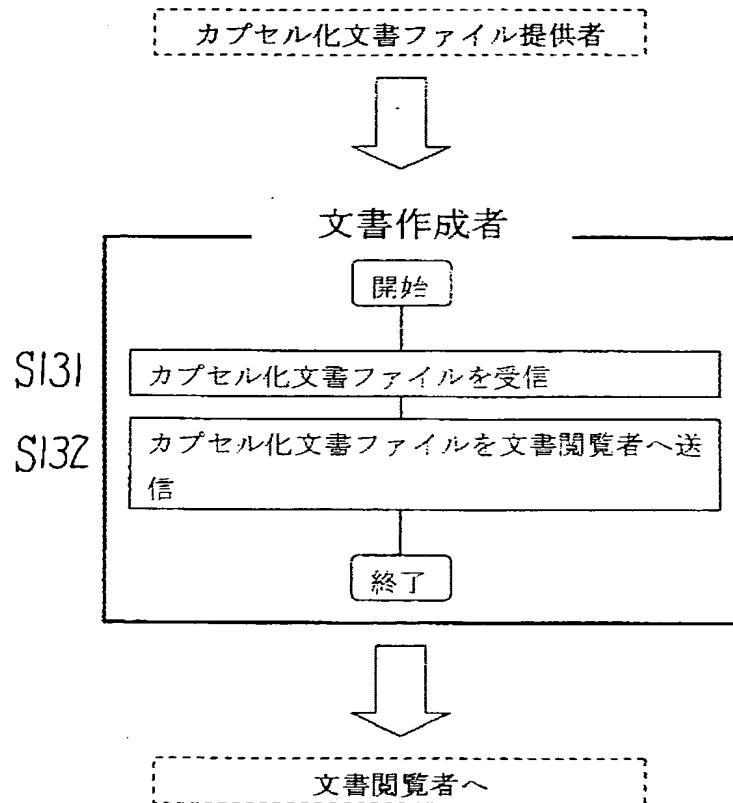 カプセル化文書ファイル提供者
文書作成者
開始
S131
カプセル化文書ファイルを受信
S132
カプセル化文書ファイルを文書閲覧者へ送
信
終了
文書閲覧者へ